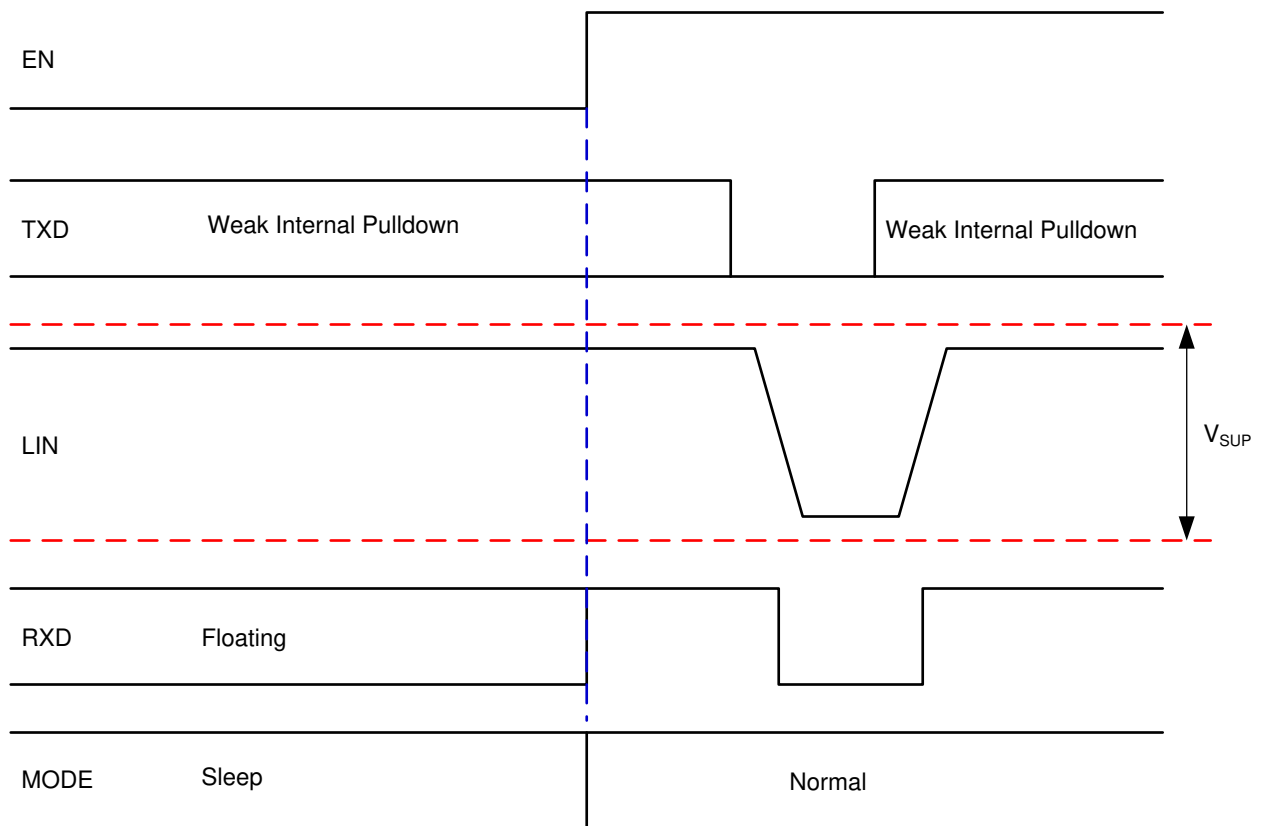 EN
TXD
Weak Internal Pulldown
Weak Internal Pulldown
LIN
VSUP
RXD
Floating
MODE
Sleep
Normal